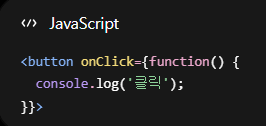 </> JavaScript
<button onClick={function() {
  console.log('클릭');
}}>